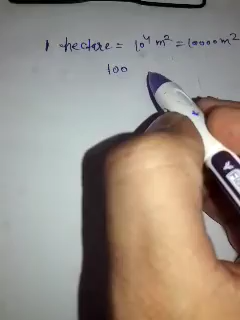 1 hectare = 10⁴ m² = 10000 m²
100